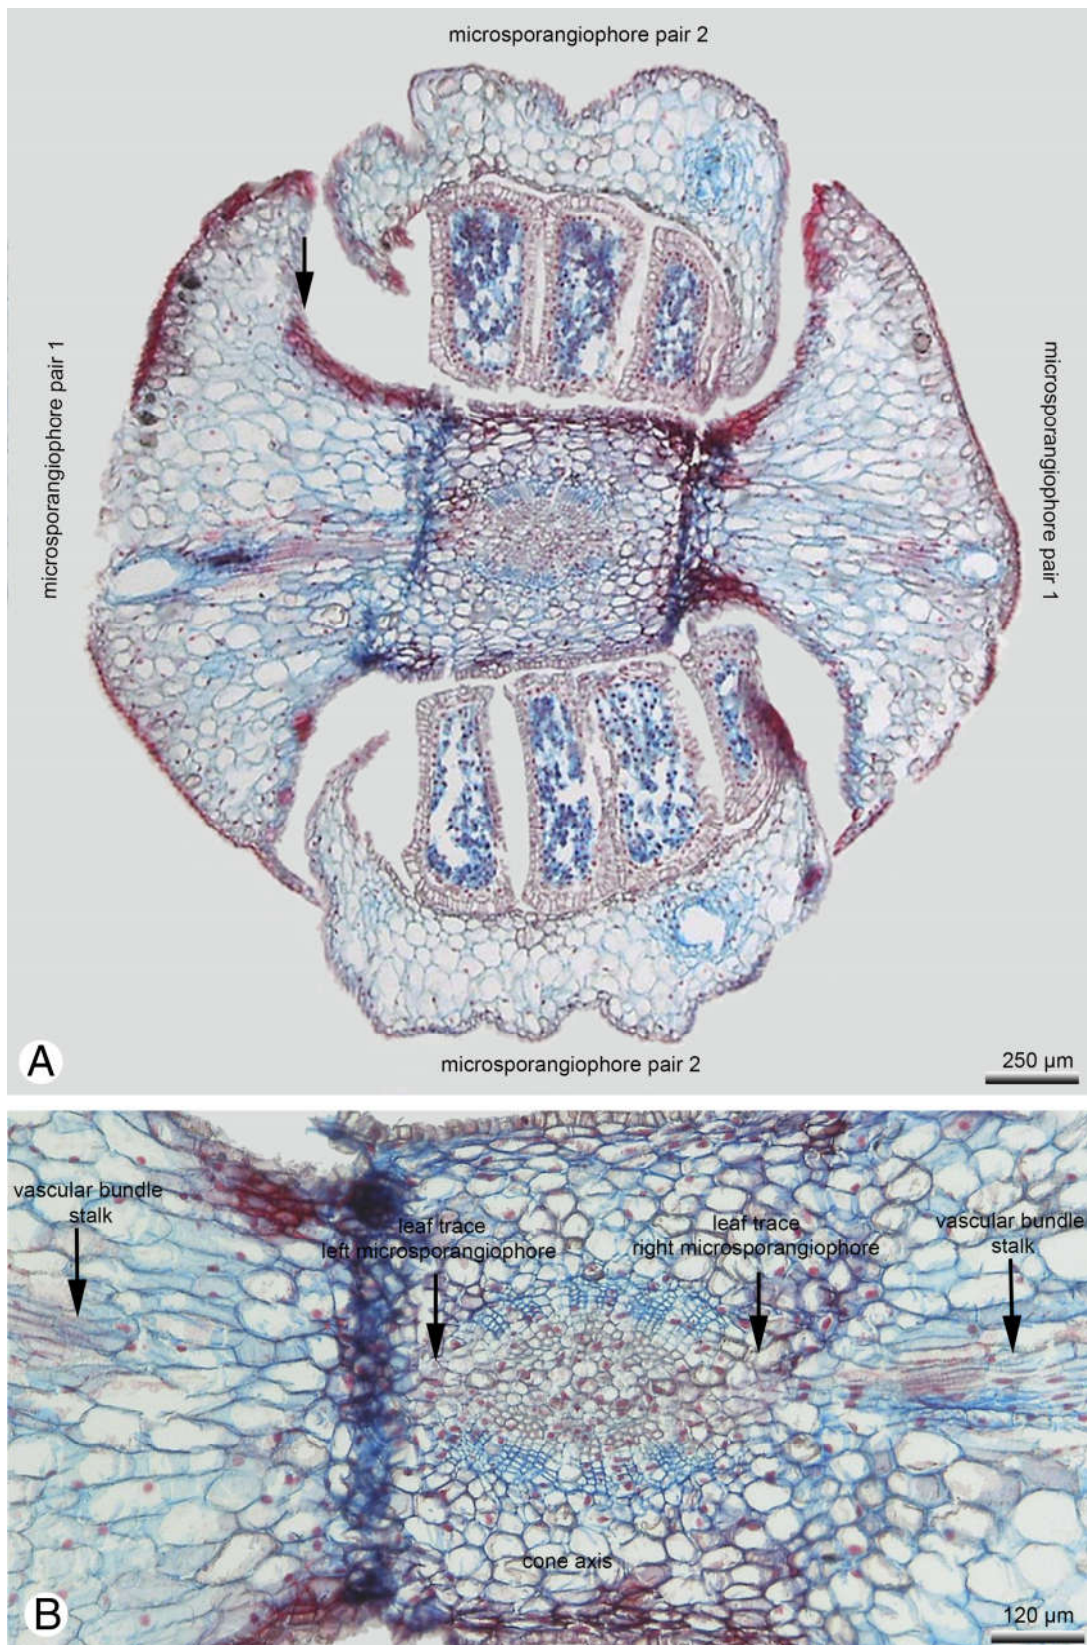 microsporangiophore pair 2
microsporangiophore pair 1
microsporangiophore pair 1
microsporangiophore pair 2
A
250 µm
vascular bundle
stalk
leaf trace
left microsporangiophore
leaf trace
right microsporangiophore
vascular bundle
stalk
cone axis
B
120 µm